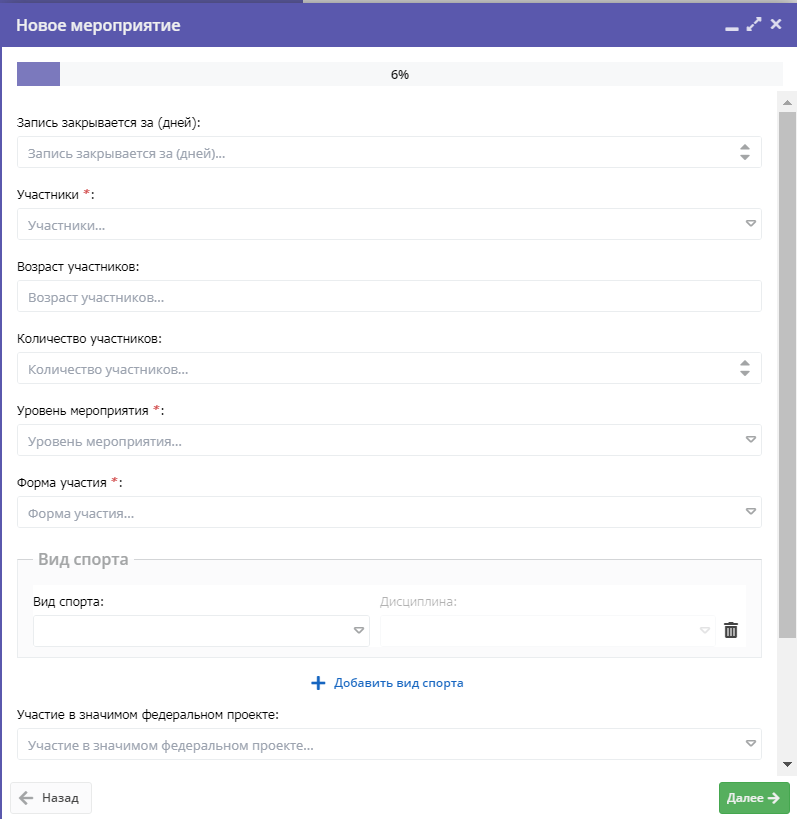 Новое мероприятие
6%
Запись закрывается за (дней):
Запись закрывается за (дней)...
Участники *:
Участники...
Возраст участников:
Возраст участников...
Количество участников:
Количество участников...
Уровень мероприятия *:
Уровень мероприятия...
Форма участия *:
Форма участия...
Вид спорта
Вид спорта: Дисциплина:
Добавить вид спорта
Участие в значимом федеральном проекте:
Участие в значимом федеральном проекте...
Назад Далее